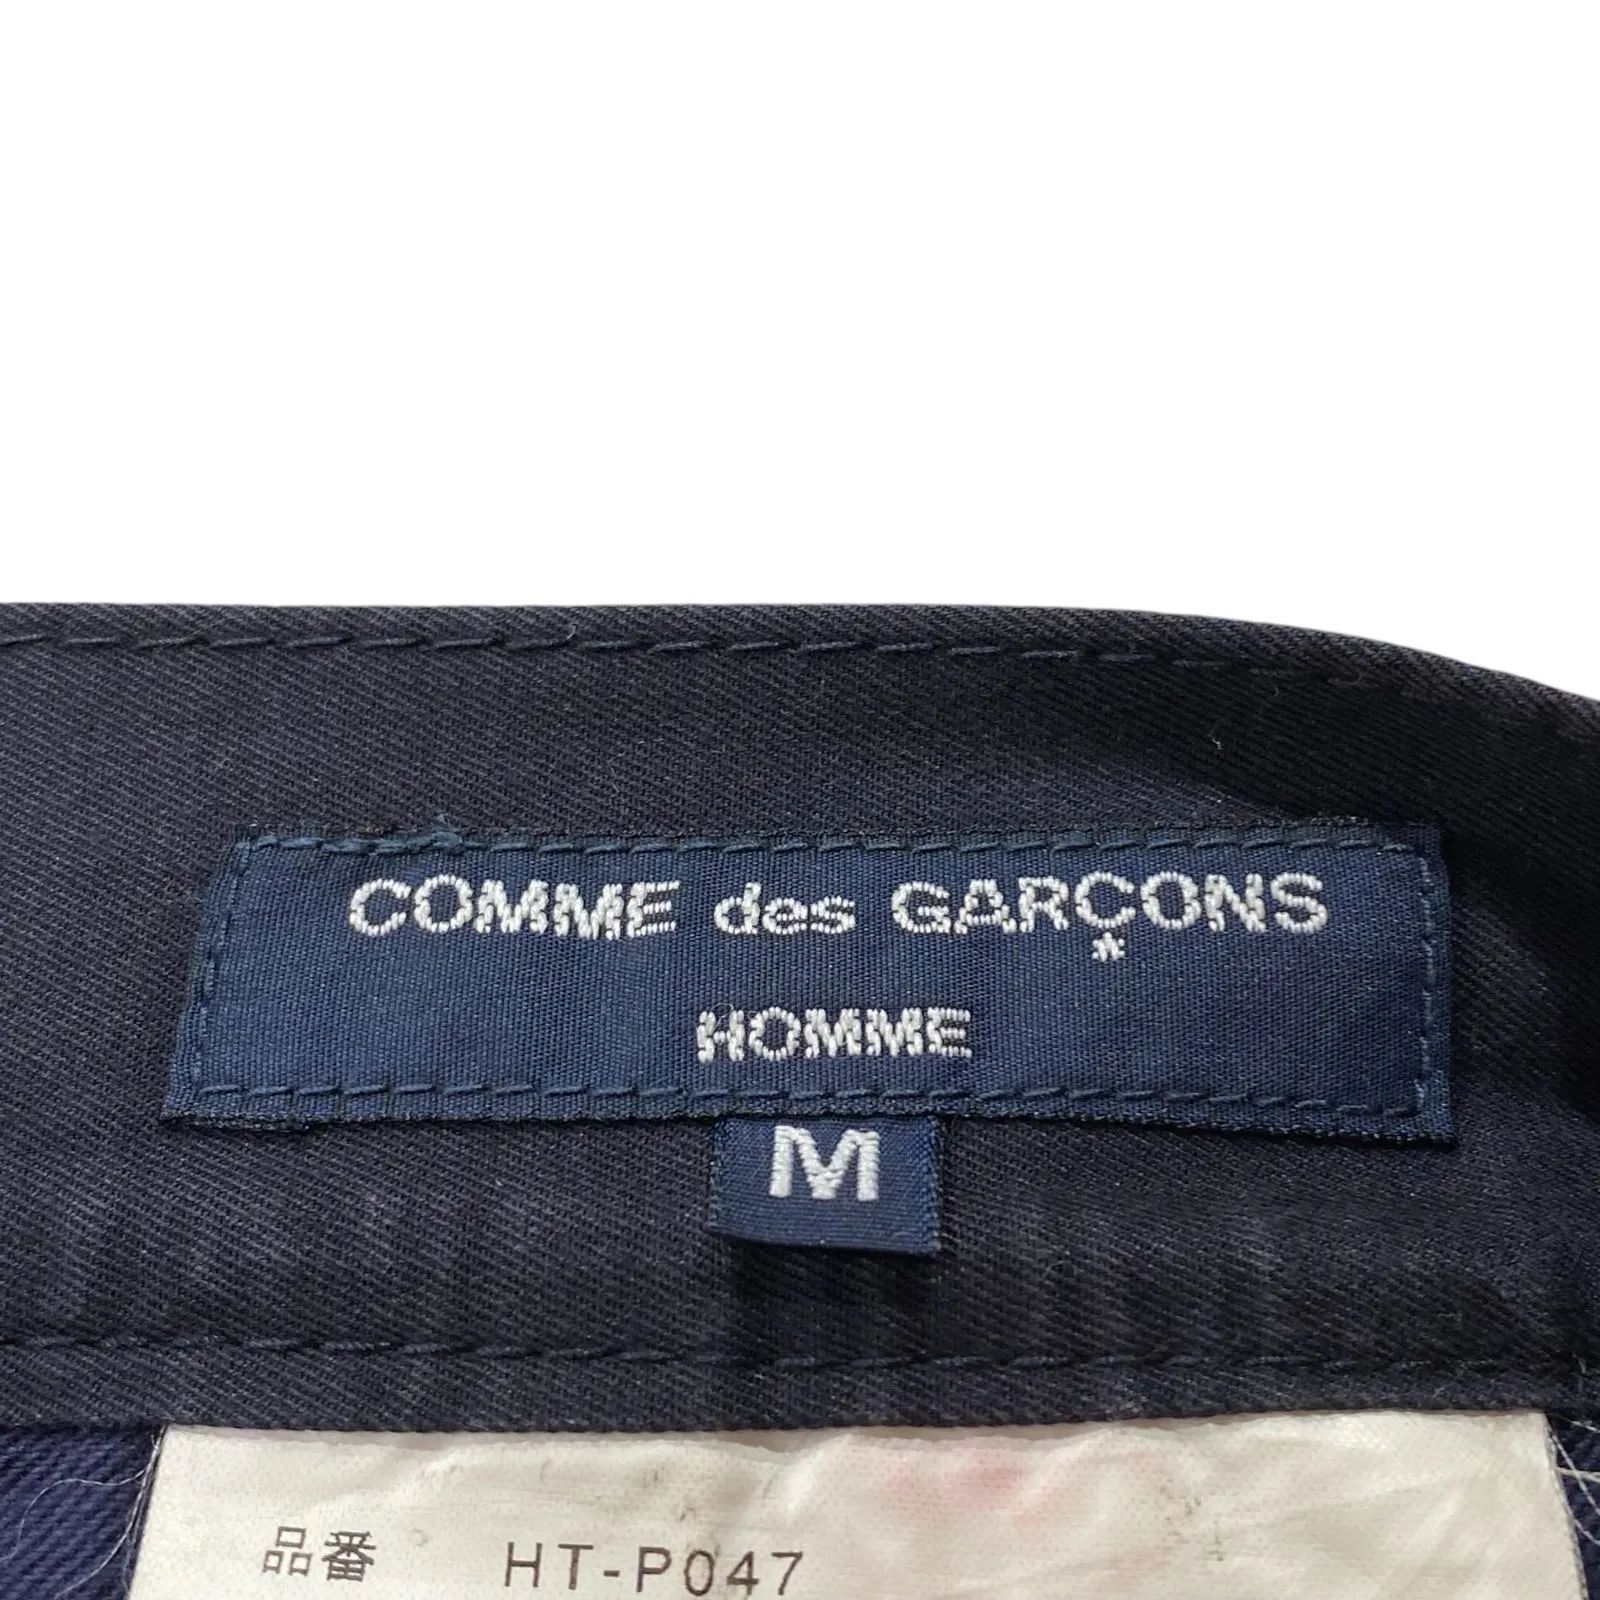 COMME des GARÇONS
HOMME
M
品番 HT-P047